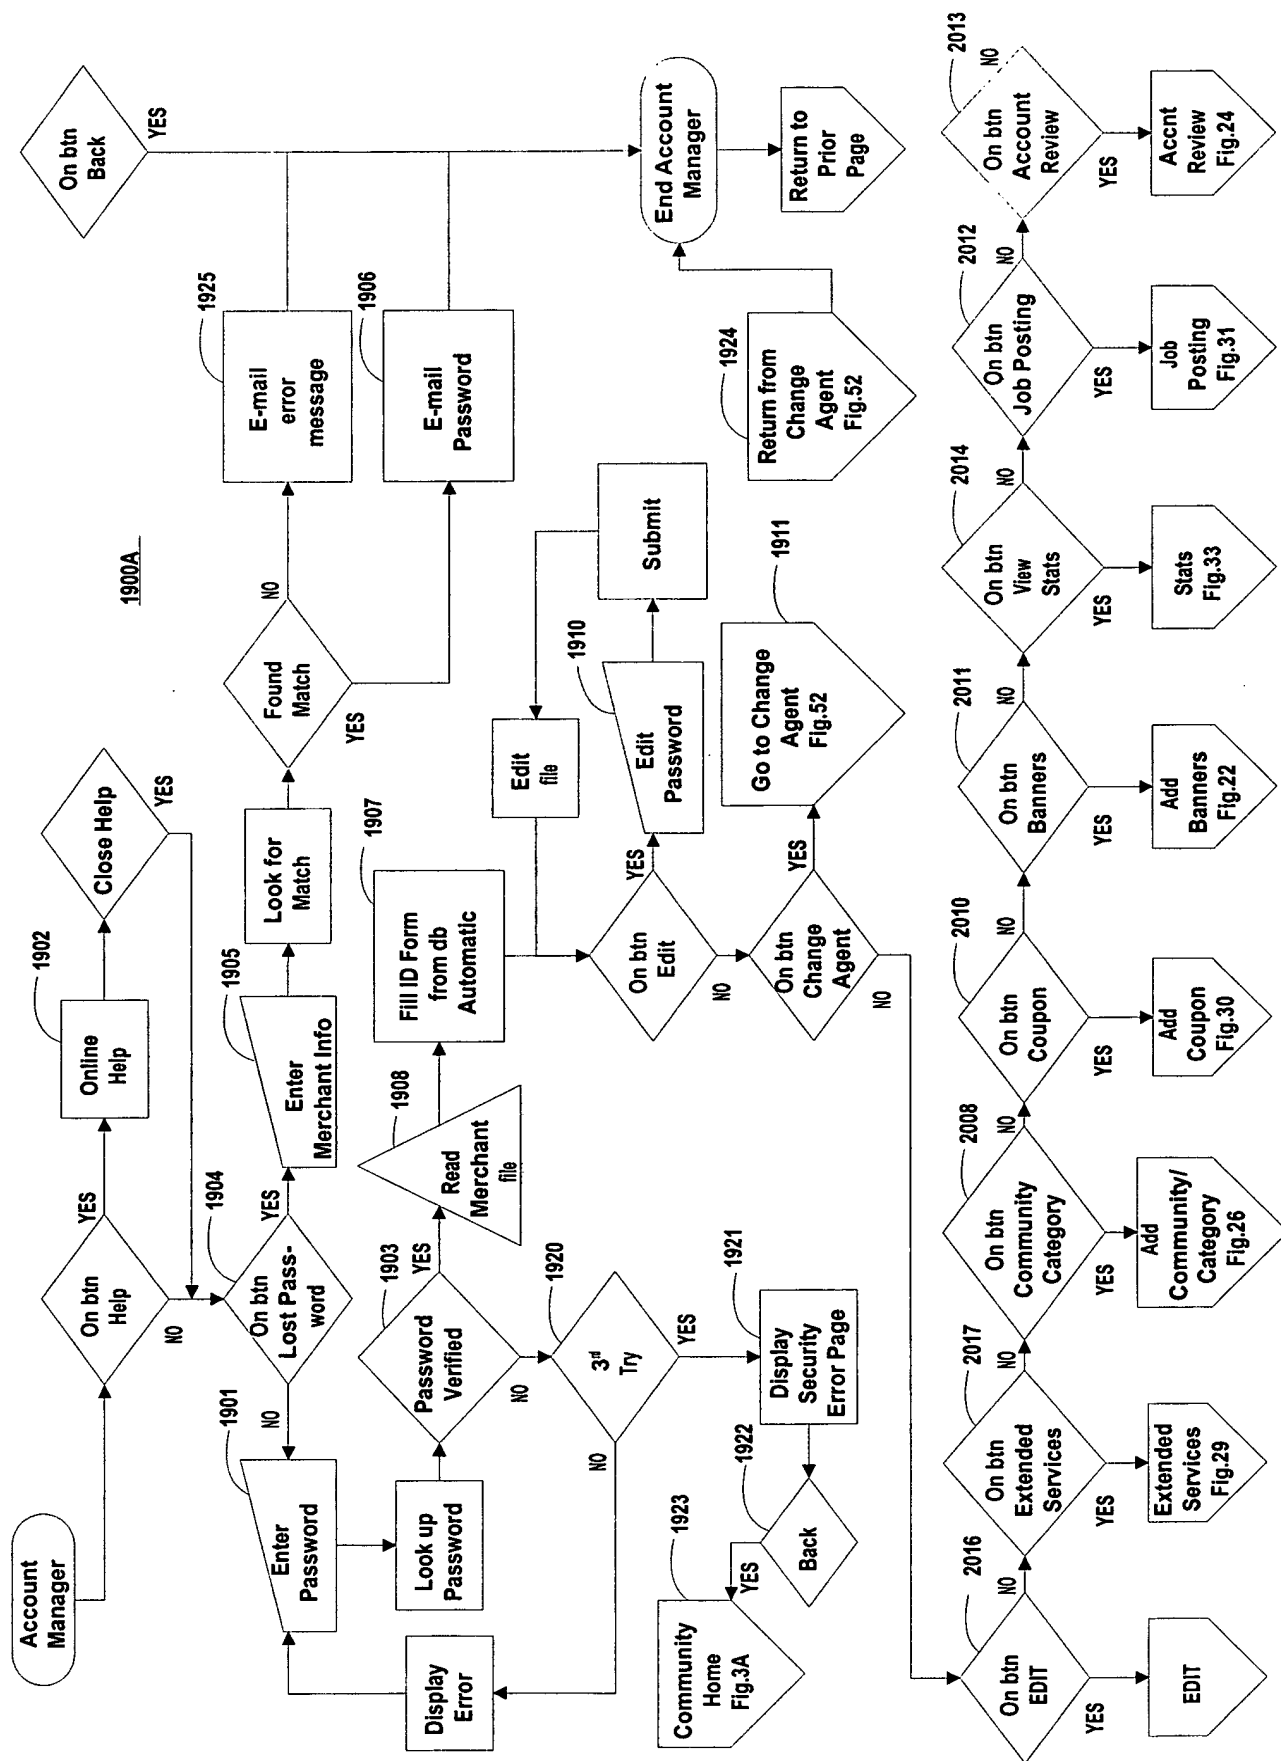 1900A
Account
Manager
On btn
Help
YES
NO
1902
Online
Help
Close Help
YES
On btn
Back
YES
1904
On btn
Lost Pass-
word
YES
NO
1905
Enter
Merchant Info
Look for
Match
Found
Match
NO
YES
1925
E-mail
error
message
1906
E-mail
Password
1901
Enter
Password
Look up
Password
1903
Password
Verified
YES
NO
1908
Read
Merchant
file
1907
Fill ID Form
from db
Automatic
Display
Error
1920
3rd
Try
NO
YES
1921
Display
Security
Error Page
1922
Back
YES
1923
Community
Home
Fig.3A
Edit
file
Submit
On btn
Edit
YES
NO
1910
Edit
Password
On btn
Change
Agent
YES
NO
1911
Go to Change
Agent
Fig.52
1924
Return from
Change
Agent
Fig.52
End Account
Manager
Return to
Prior
Page
2016
On btn
EDIT
NO
YES
EDIT
2017
On btn
Extended
Services
NO
YES
Extended
Services
Fig.29
2008
On btn
Community
Category
NO
YES
Add
Community/
Category
Fig.26
2010
On btn
Coupon
NO
YES
Add
Coupon
Fig.30
2011
On btn
Banners
NO
YES
Add
Banners
Fig.22
2014
On btn
View
Stats
NO
YES
Stats
Fig.33
2012
On btn
Job Posting
NO
YES
Job
Posting
Fig.31
2013
On btn
Account
Review
NO
YES
Accnt
Review
Fig.24